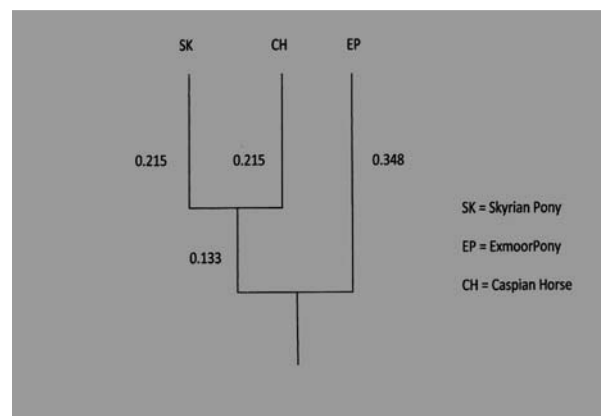 SK CH EP
0.215 0.215 0.348
SK = Skyrian Pony
EP = ExmoorPony
0.133
CH = Caspian Horse